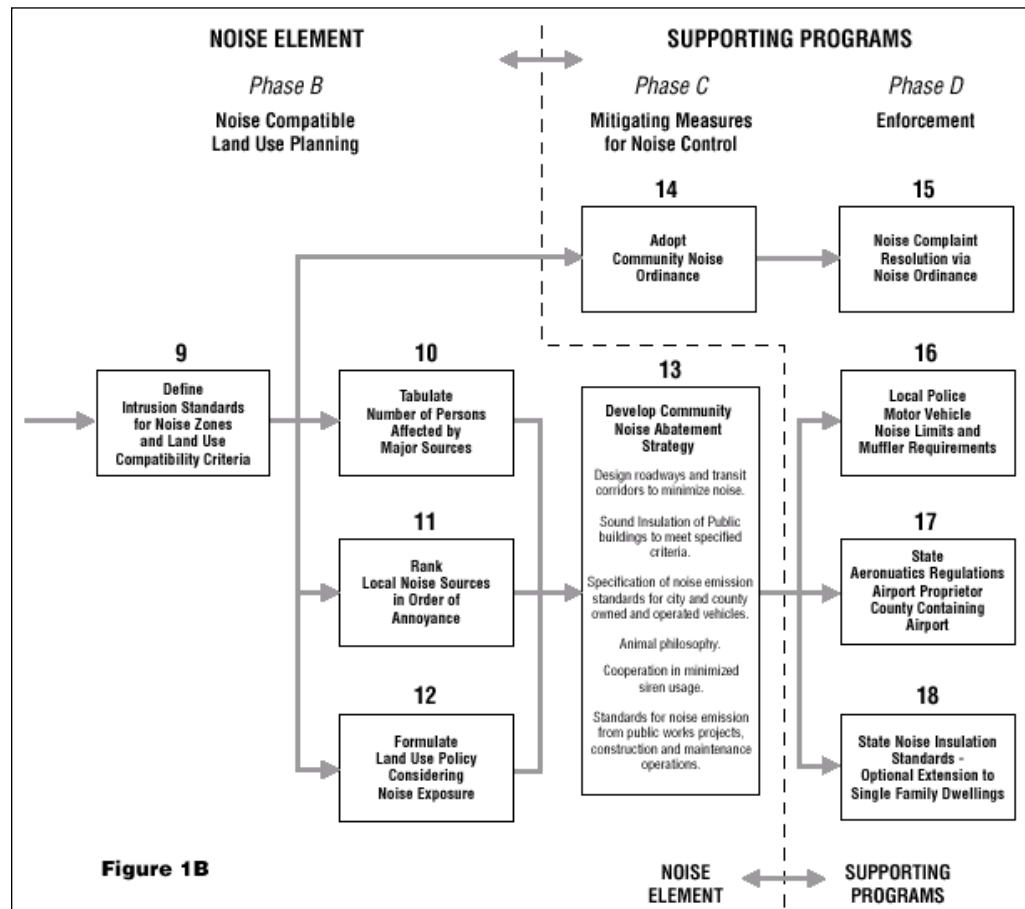 NOISE ELEMENT
SUPPORTING PROGRAMS
Phase B
Noise Compatible
Land Use Planning
Phase C
Mitigating Measures
for Noise Control
Phase D
Enforcement
14
Adopt
Community Noise
Ordinance
15
Noise Complaint
Resolution via
Noise Ordinance
9
Define
Intrusion Standards
for Noise Zones
and Land Use
Compatibility Criteria
10
Tabulate
Number of Persons
Affected by
Major Sources
11
Rank
Local Noise Sources
in Order of
Annoyance
12
Formulate
Land Use Policy
Considering
Noise Exposure
13
Develop Community
Noise Abatement
Strategy
Design roadways and transit
corridors to minimize noise.
Sound Insulation of Public
buildings to meet specified
criteria.
Specification of noise emission
standards for city and county
owned and operated vehicles.
Animal philosophy.
Cooperation in minimized
siren usage.
Standards for noise emission
from public works projects,
construction and maintenance
operations.
16
Local Police
Motor Vehicle
Noise Limits and
Muffler Requirements
17
State
Aeronuatics Regulations
Airport Proprietor
County Containing
Airport
18
State Noise Insulation
Standards -
Optional Extension to
Single Family Dwellings
Figure 1B
NOISE
ELEMENT
SUPPORTING
PROGRAMS